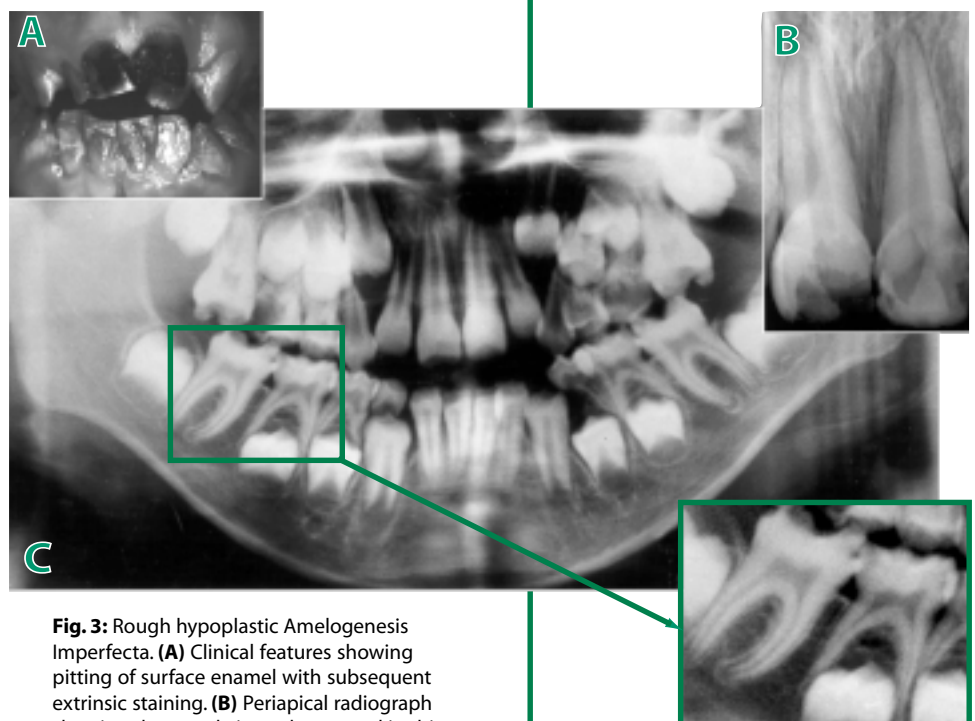 A
B
C
Fig. 3: Rough hypoplastic Amelogenesis
Imperfecta. (A) Clinical features showing
pitting of surface enamel with subsequent
extrinsic staining. (B) Periapical radiograph